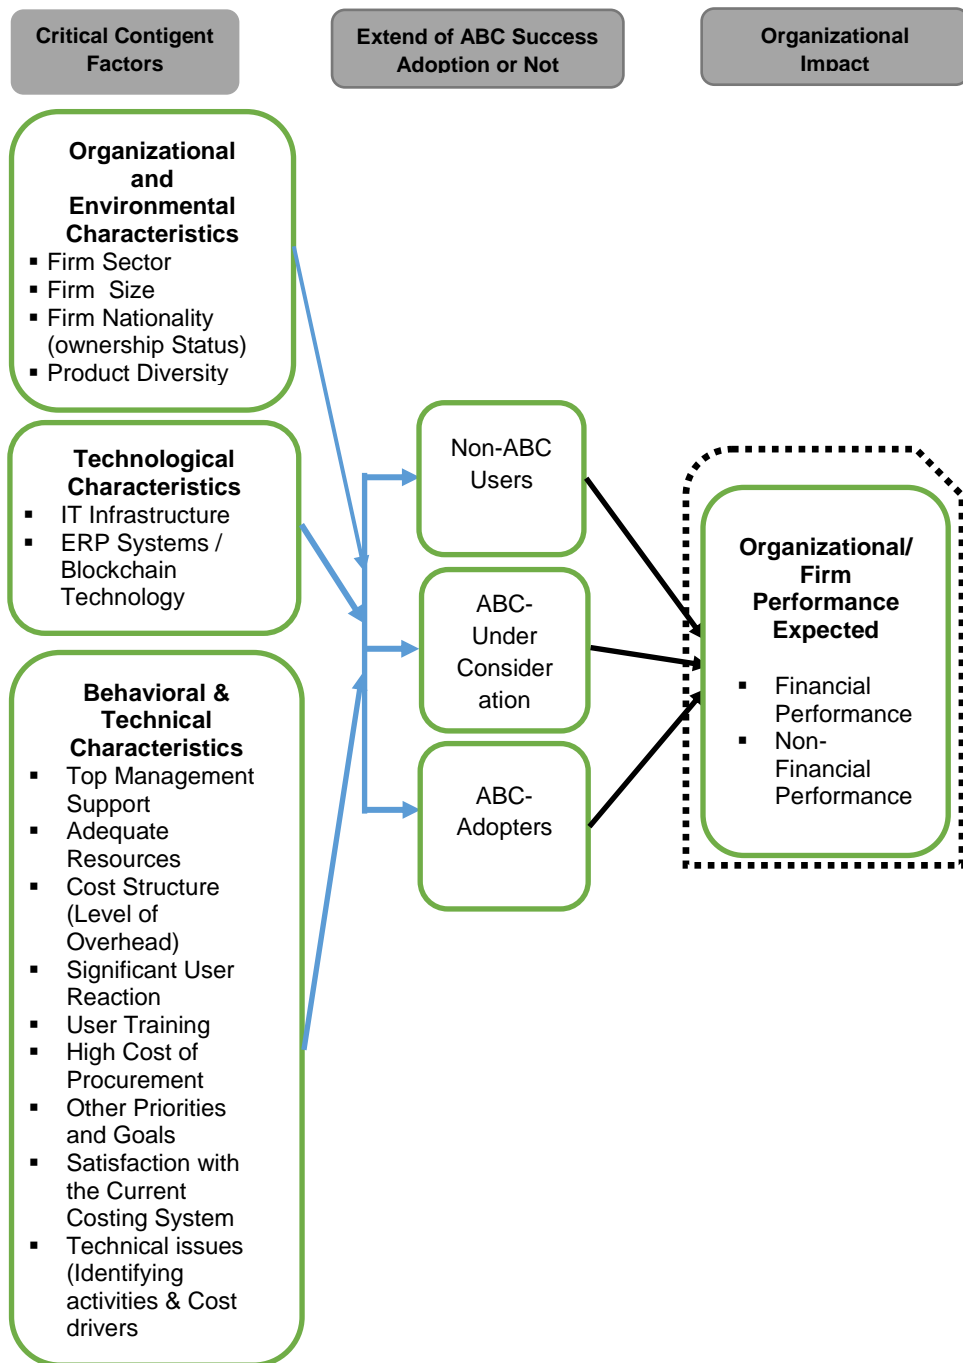 Critical Contigent
Factors
Extend of ABC Success
Adoption or Not
Organizational
Impact
Organizational
and
Environmental
Characteristics
▪ Firm Sector
▪ Firm  Size
▪ Firm Nationality
(ownership Status)
▪ Product Diversity
Technological
Characteristics
▪ IT Infrastructure
▪ ERP Systems /
Blockchain
Technology
Behavioral &
Technical
Characteristics
▪ Top Management
Support
▪ Adequate
Resources
▪ Cost Structure
(Level of
Overhead)
▪ Significant User
Reaction
▪ User Training
▪ High Cost of
Procurement
▪ Other Priorities
and Goals
▪ Satisfaction with
the Current
Costing System
▪ Technical issues
(Identifying
activities & Cost
drivers
Non-ABC
Users
ABC-
Under
Consider
ation
ABC-
Adopters
Organizational/
Firm
Performance
Expected
▪ Financial
Performance
▪ Non-
Financial
Performance